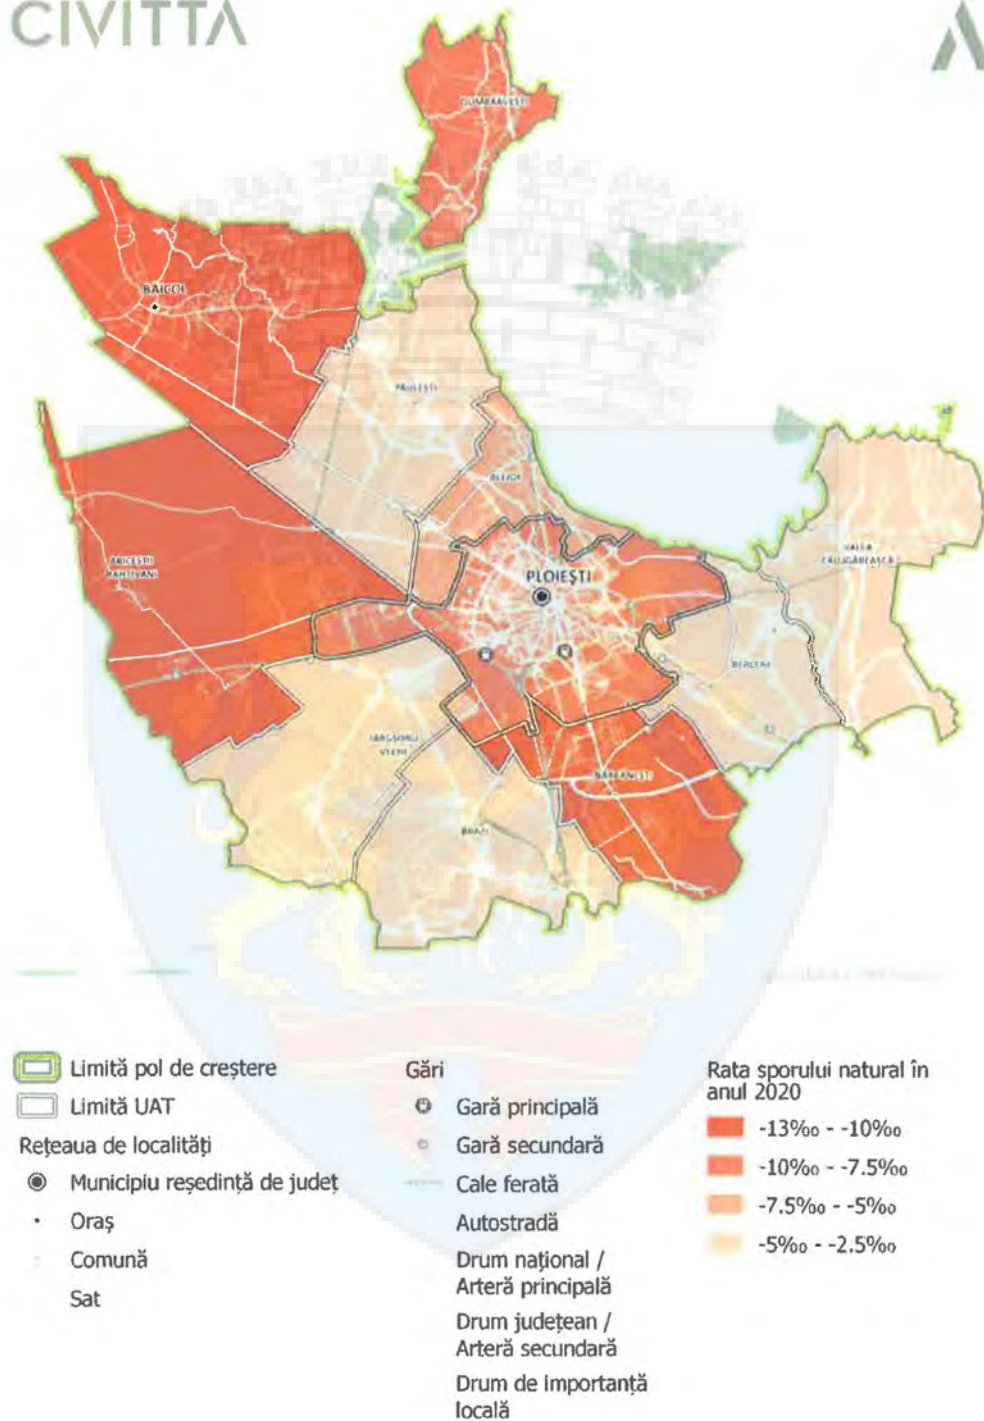 CIVITTA
DUMBRĂVEȘTI
BĂICOI
PĂULEȘTI
BLEJOI
ARICEȘTII
RAHTIVANI
PLOIEȘTI
VALEA
CĂLUGĂREASCĂ
BERCENI
TÂRGȘORU
VECHI
BĂRCĂNEȘTI
BRAZI
Limită pol de creștere
Limită UAT
Rețeaua de localități
Municipiu reședință de județ
Oraș
Comună
Sat
Gări
Gară principală
Gară secundară
Cale ferată
Autostradă
Drum național /
Arteră principală
Drum județean /
Arteră secundară
Drum de importanță
locală
Rata sporului natural în
anul 2020
-13‰ - -10‰
-10‰ - -7.5‰
-7.5‰ - -5‰
-5‰ - -2.5‰